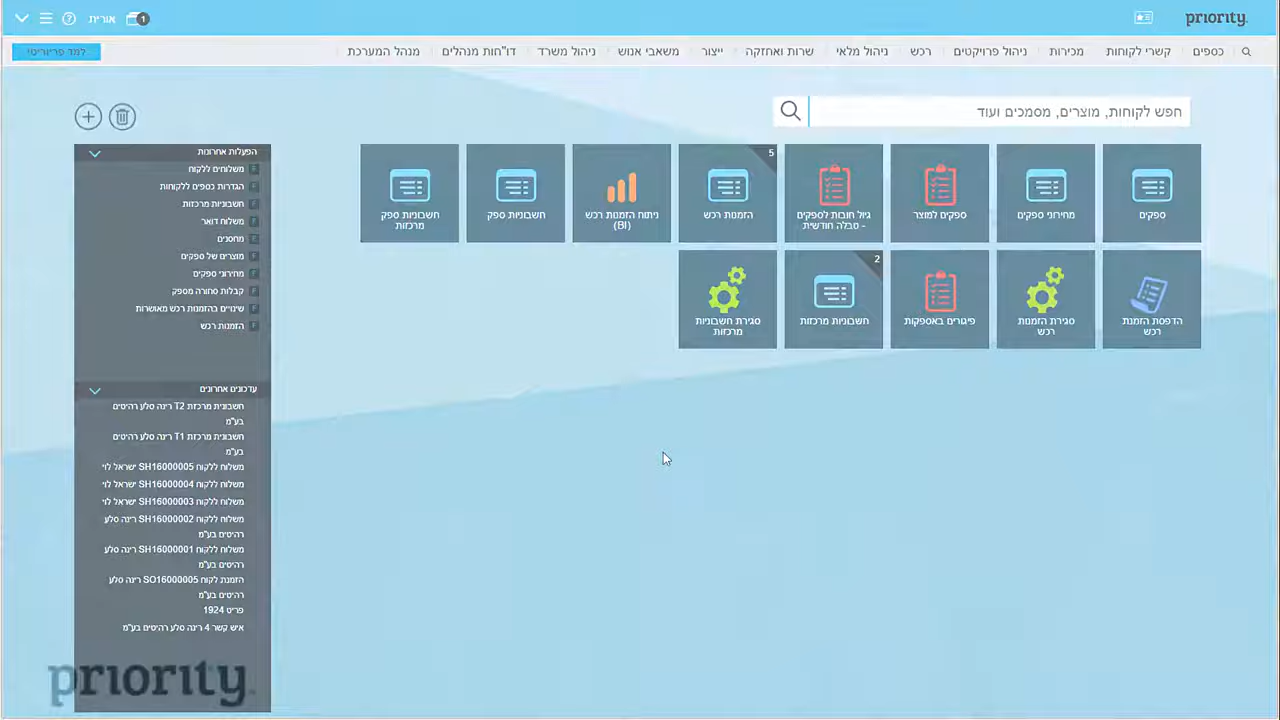 priority.
אורית
1
כספים
קשרי לקוחות
מכירות
ניהול פרויקטים
רכש
ניהול מלאי
שרות ואחזקה
ייצור
משאבי אנוש
ניהול משרד
דו"חות מנהלים
מנהל המערכת
למד פריוריטי
חפש לקוחות, מוצרים, מסמכים ועוד
ספקים
מחירוני ספקים
ספקים למוצר
גיול חובות לספקים
- טבלה חודשית
5
הזמנות רכש
ניתוח הזמנות רכש
(BI)
חשבוניות ספק
חשבוניות ספק
מרכזות
הדפסת הזמנת
רכש
סגירת הזמנות
רכש
פיגורים באספקות
2
חשבוניות מרכזות
סגירת חשבוניות
מרכזות
הפעלות אחרונות
משלוחים ללקוח
הגדרות כספים ללקוחות
חשבוניות מרכזות
משלוח דואר
מחסנים
מוצרים של ספקים
מחירוני ספקים
קבלות סחורה מספק
שינויים בהזמנות רכש מאושרות
הזמנות רכש
עדכונים אחרונים
חשבונית מרכזת T2 רינה סלע רהיטים
בע"מ
חשבונית מרכזת T1 רינה סלע רהיטים
בע"מ
משלוח ללקוח SH16000005 ישראל לוי
משלוח ללקוח SH16000004 ישראל לוי
משלוח ללקוח SH16000003 ישראל לוי
משלוח ללקוח SH16000002 רינה סלע
רהיטים בע"מ
משלוח ללקוח SH16000001 רינה סלע
רהיטים בע"מ
הזמנת לקוח SO16000005 רינה סלע
רהיטים בע"מ
פריט 1924
איש קשר 4 רינה סלע רהיטים בע"מ
priority.